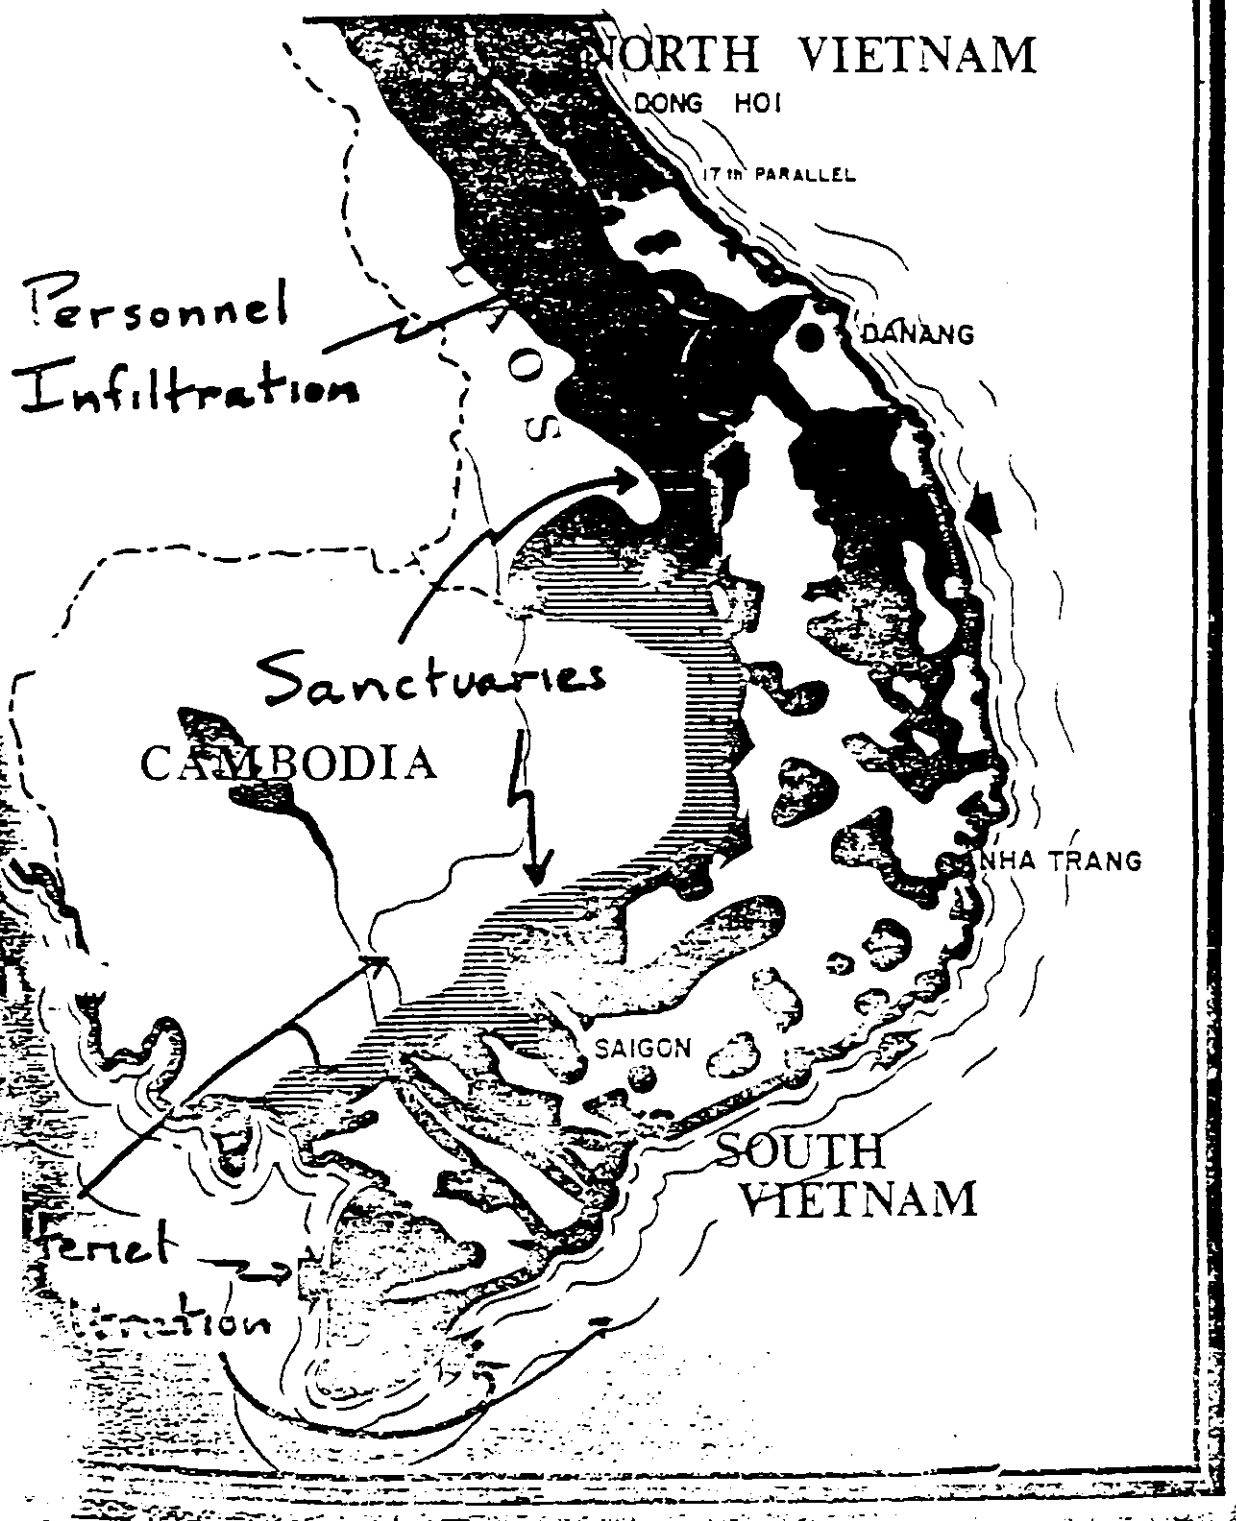 NORTH VIETNAM
DONG HOI
17th PARALLEL
Personnel
Infiltration
LAOS
DANANG
Sanctuaries
CAMBODIA
NHA TRANG
SAIGON
SOUTH
VIETNAM